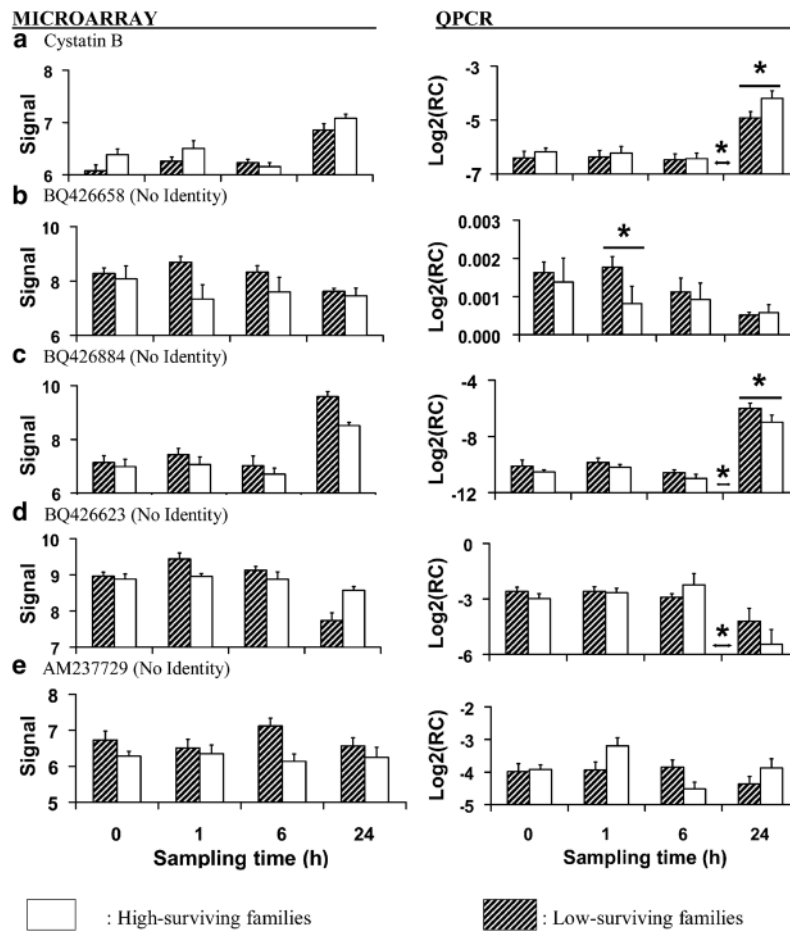 MICROARRAY QPCR
a Cystatin B
8
7
6
Signal
-3
-5
-7
Log2(RC)
*
*
b BQ426658 (No Identity)
10
8
6
Signal
0.003
0.002
0.001
0.000
Log2(RC)
*
c BQ426884 (No Identity)
10
8
6
Signal
-4
-8
-12
Log2(RC)
*
*
d BQ426623 (No Identity)
10
9
8
7
Signal
0
-3
-6
Log2(RC)
*
e AM237729 (No Identity)
8
7
6
5
Signal
-2
-3
-4
-5
Log2(RC)
0 1 6 24
Sampling time (h)
0 1 6 24
Sampling time (h)
: High-surviving families
: Low-surviving families